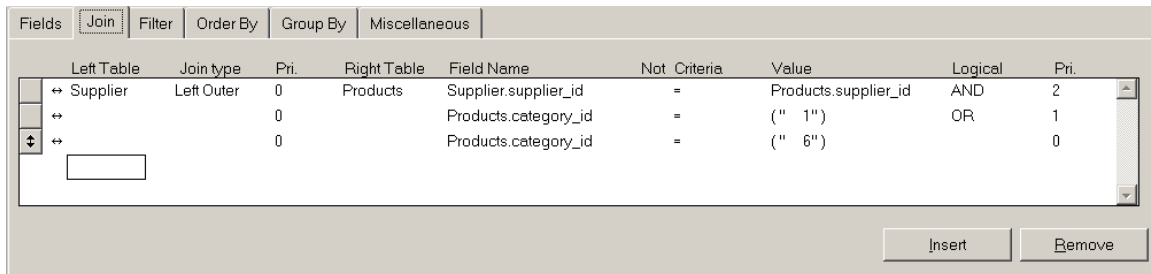 Fields Join Filter Order By Group By Miscellaneous
Left Table Join type Pri. Right Table Field Name Not Criteria Value Logical Pri.
↔ Supplier Left Outer 0 Products Supplier.supplier_id = Products.supplier_id AND 2
↔ 0 Products.category_id = (" 1") OR 1
↔ 0 Products.category_id = (" 6") 0
Insert Remove